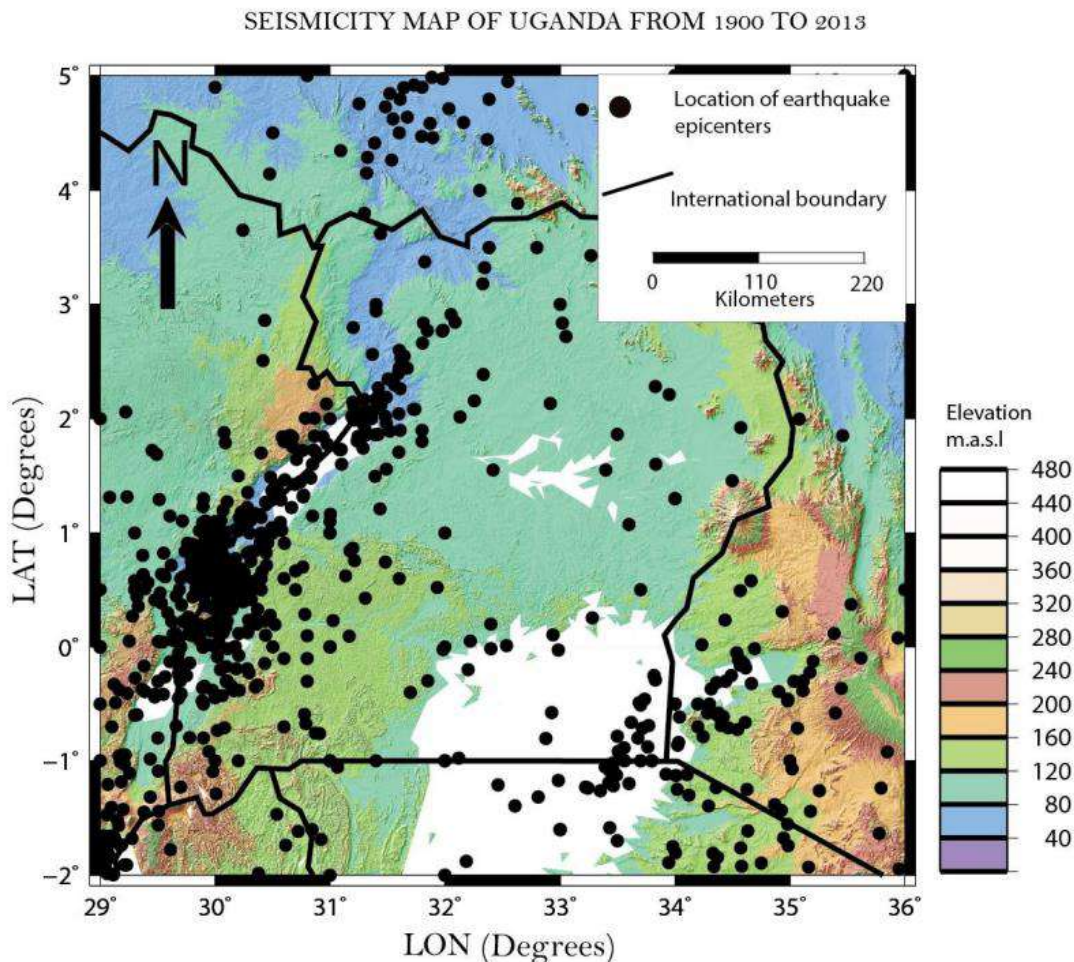 SEISMICITY MAP OF UGANDA FROM 1900 TO 2013
5°
4°
3°
2°
1°
0°
−1°
−2°
LAT (Degrees)
N
Location of earthquake
epicenters
International boundary
0 110 220
Kilometers
Elevation
m.a.s.l
480
440
400
360
320
280
240
200
160
120
80
40
29° 30° 31° 32° 33° 34° 35° 36°
LON (Degrees)